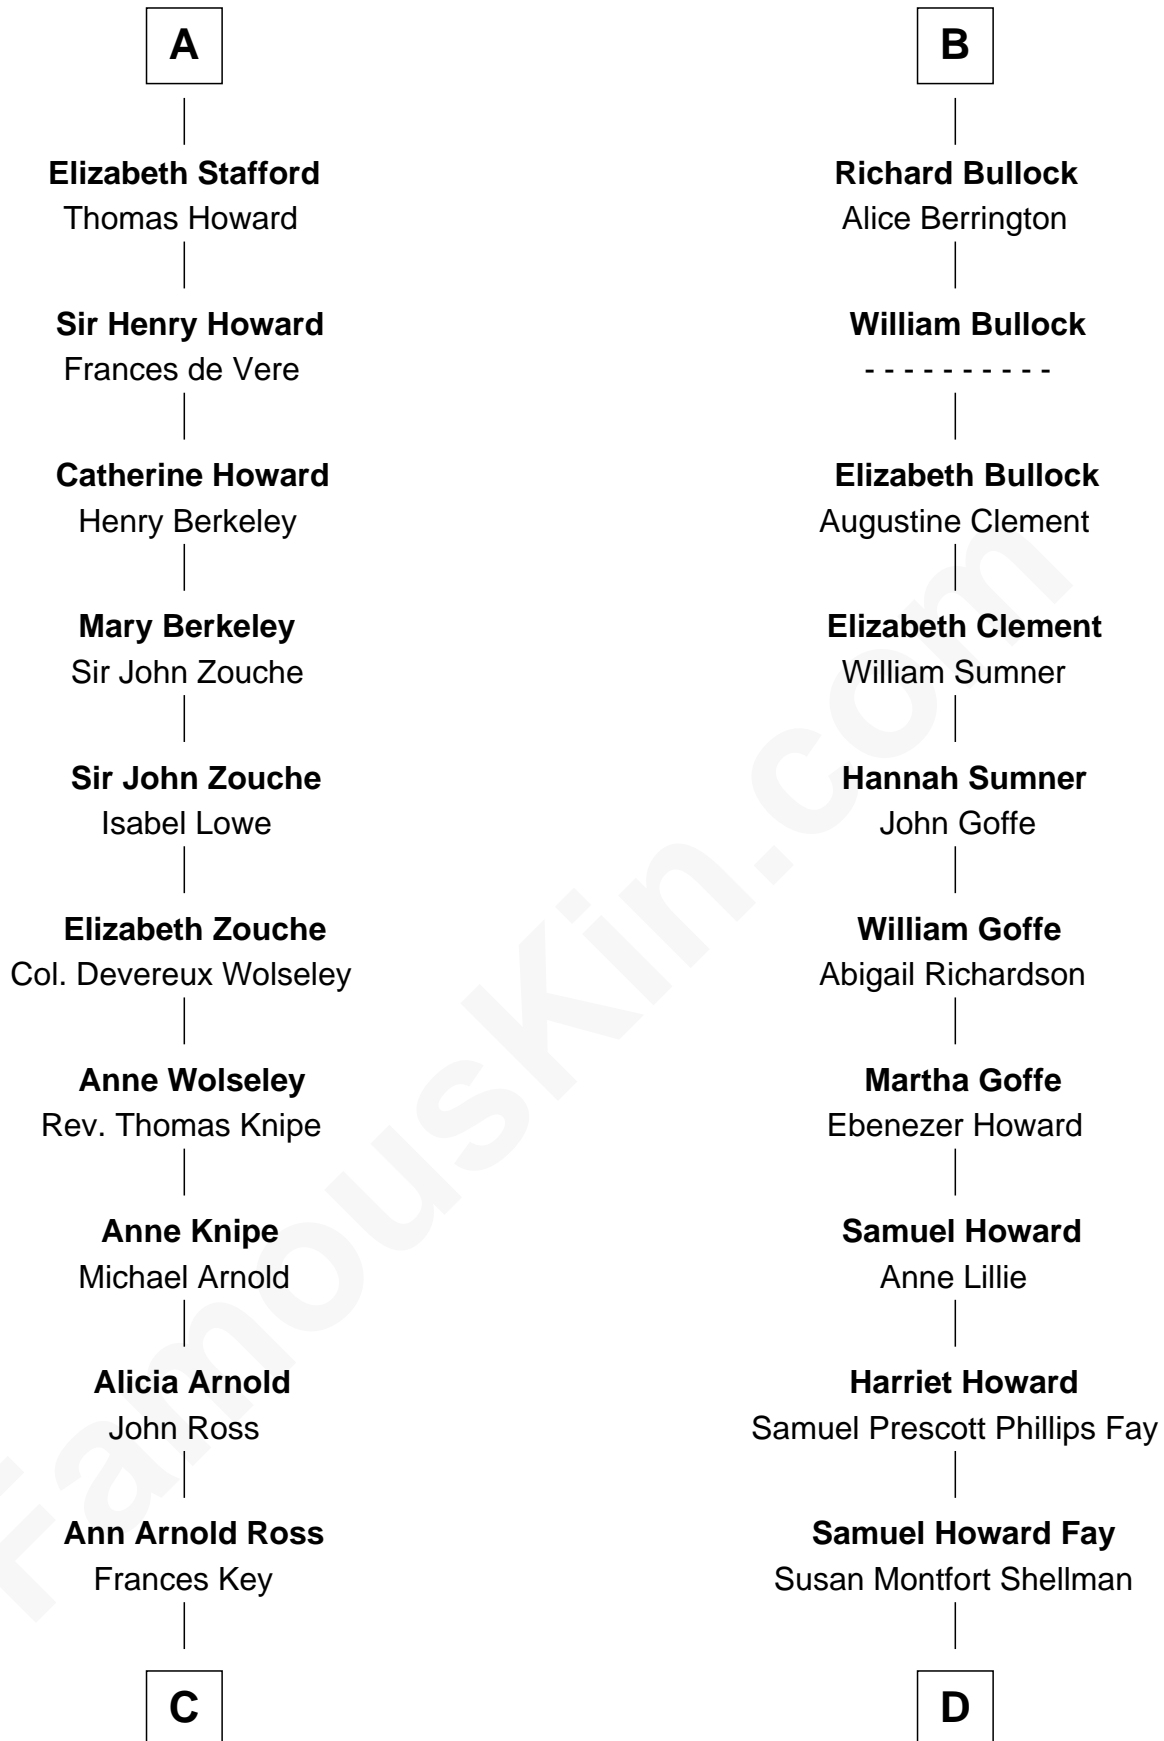 A
Elizabeth Stafford
Thomas Howard
Sir Henry Howard
Frances de Vere
Catherine Howard
Henry Berkeley
Mary Berkeley
Sir John Zouche
Sir John Zouche
Isabel Lowe
Elizabeth Zouche
Col. Devereux Wolseley
Anne Wolseley
Rev. Thomas Knipe
Anne Knipe
Michael Arnold
Alicia Arnold
John Ross
Ann Arnold Ross
Frances Key
C
B
Richard Bullock
Alice Berrington
William Bullock
- - - - - - - - - -
Elizabeth Bullock
Augustine Clement
Elizabeth Clement
William Sumner
Hannah Sumner
John Goffe
William Goffe
Abigail Richardson
Martha Goffe
Ebenezer Howard
Samuel Howard
Anne Lillie
Harriet Howard
Samuel Prescott Phillips Fay
Samuel Howard Fay
Susan Montfort Shellman
D
FamousKin.com